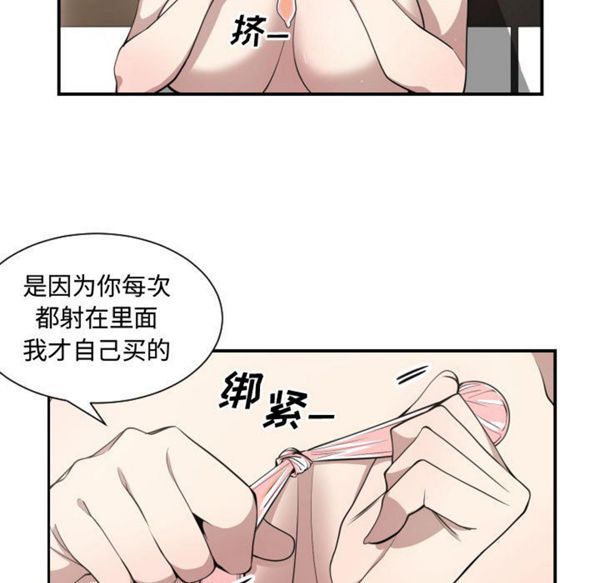 挤–
是因为你每次
都射在里面
我才自己买的
绑紧–